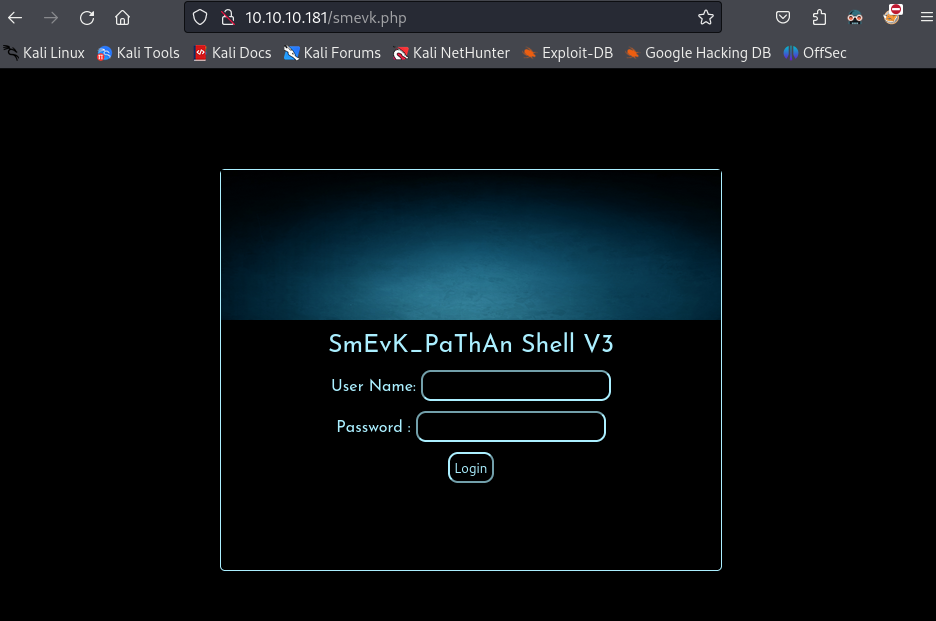 10.10.10.181/smevk.php
Kali Linux Kali Tools Kali Docs Kali Forums Kali NetHunter Exploit-DB Google Hacking DB OffSec
SmEvK_PaThAn Shell V3
User Name:
Password :
Login